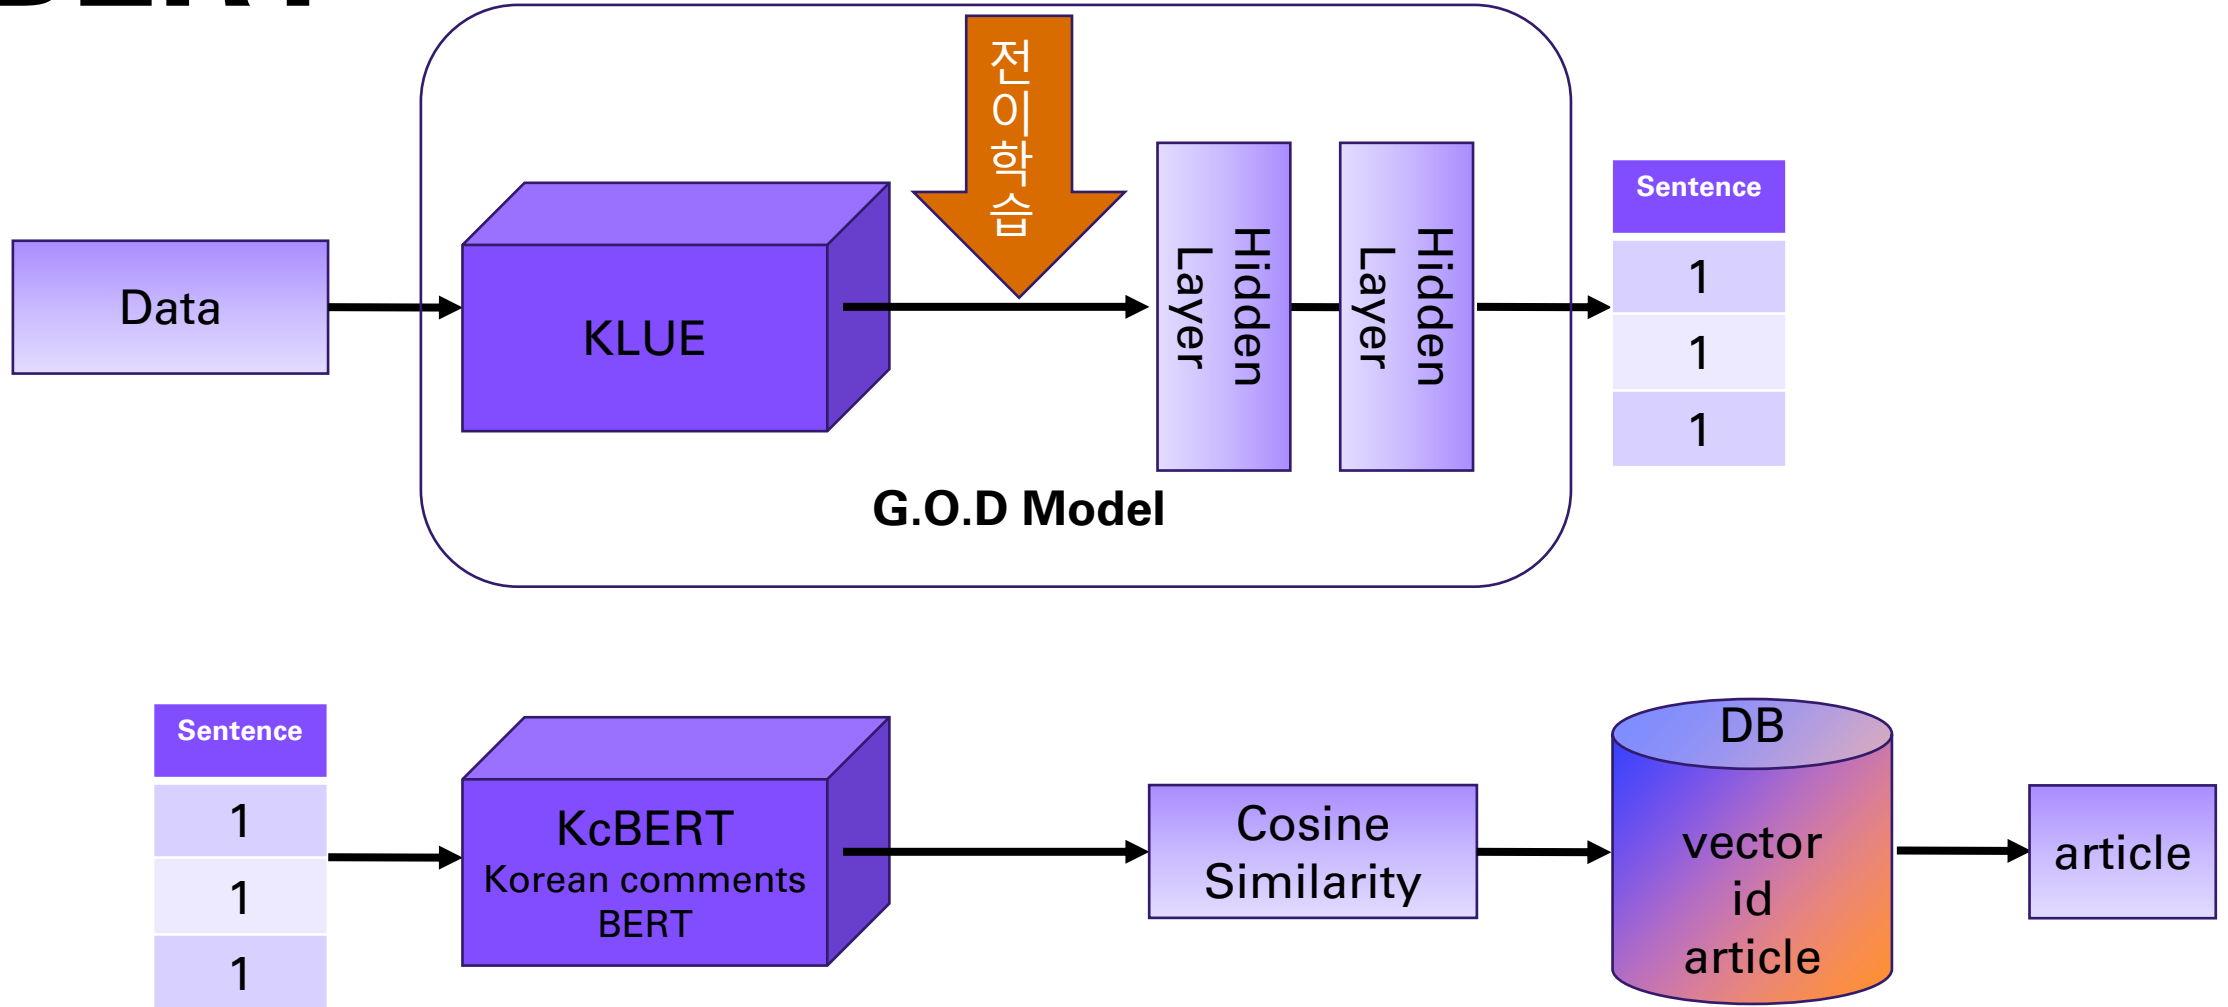 전이학습
Data
KLUE
Hidden
Layer
Hidden
Layer
Sentence
1
1
1
G.O.D Model
Sentence
1
1
1
KcBERT
Korean comments
BERT
Cosine
Similarity
DB
vector
id
article
article